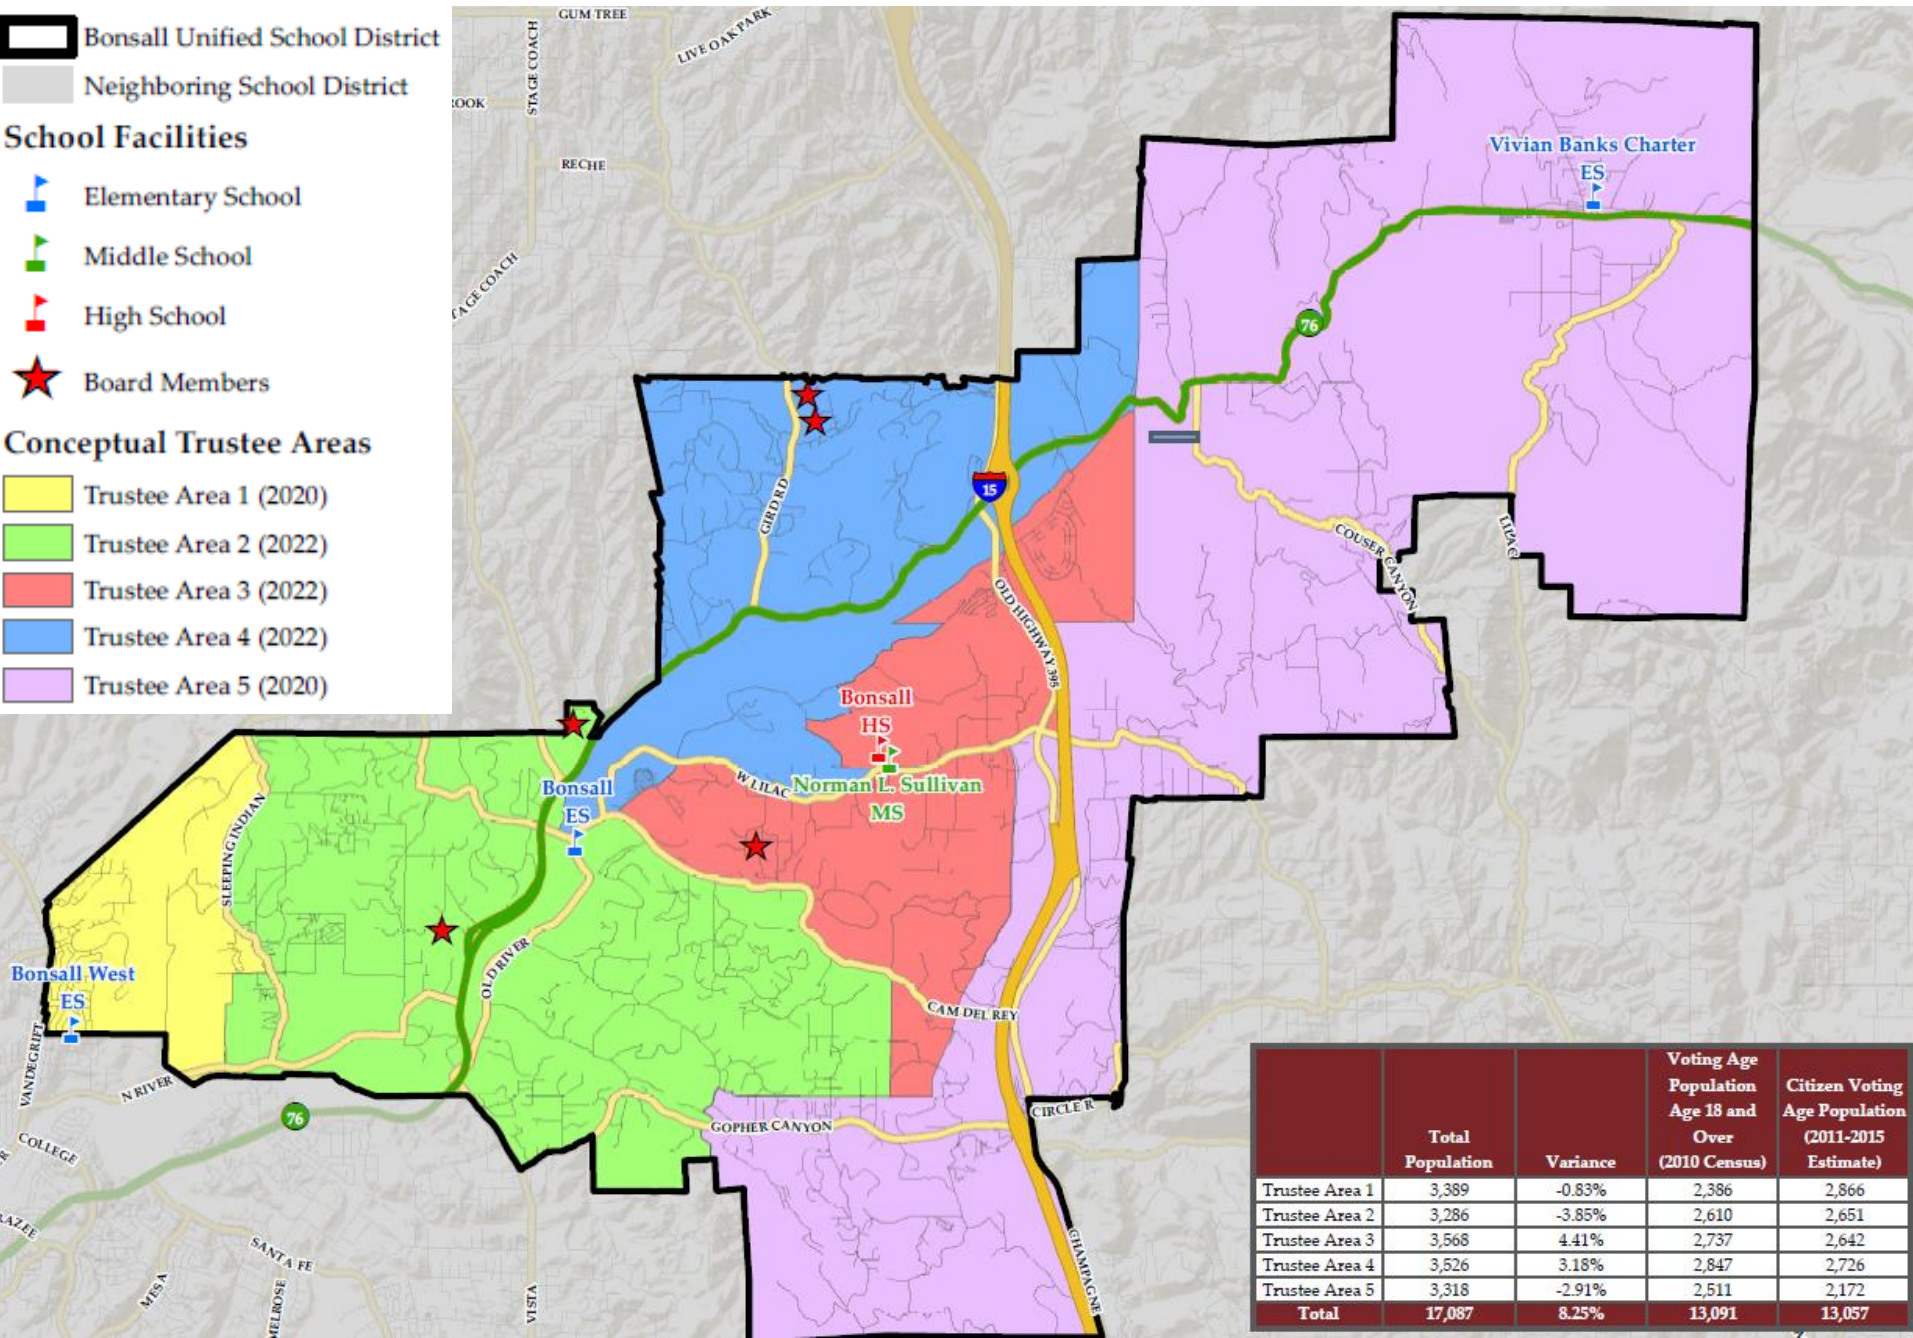 Bonsall Unified School District
Neighboring School District
School Facilities
Elementary School
Middle School
High School
Board Members
Conceptual Trustee Areas
Trustee Area 1 (2020)
Trustee Area 2 (2022)
Trustee Area 3 (2022)
Trustee Area 4 (2022)
Trustee Area 5 (2020)
GUM TREE
LIVE OAK PARK
STAGE COACH
ROOK
RECHE
TAGE COACH
Vivian Banks Charter
ES
76
GIRD RD
15
COUSER CANYON
LILAC
OLD HIGHWAY 395
Bonsall
HS
W LILAC
Norman L. Sullivan
MS
Bonsall
ES
SLEEPING INDIAN
OLD RIVER
Bonsall West
ES
CAM DEL REY
VANDEGRIFT
N RIVER
76
COLLEGE
GOPHER CANYON
CIRCLE R
RAZEE
SANTA FE
MESA
MELROSE
VISTA
CHAMPAGNE
Total
Population
Variance
Voting Age
Population
Age 18 and
Over
(2010 Census)
Citizen Voting
Age Population
(2011-2015
Estimate)
Trustee Area 1 3,389 -0.83% 2,386 2,866
Trustee Area 2 3,286 -3.85% 2,610 2,651
Trustee Area 3 3,568 4.41% 2,737 2,642
Trustee Area 4 3,526 3.18% 2,847 2,726
Trustee Area 5 3,318 -2.91% 2,511 2,172
Total 17,087 8.25% 13,091 13,057